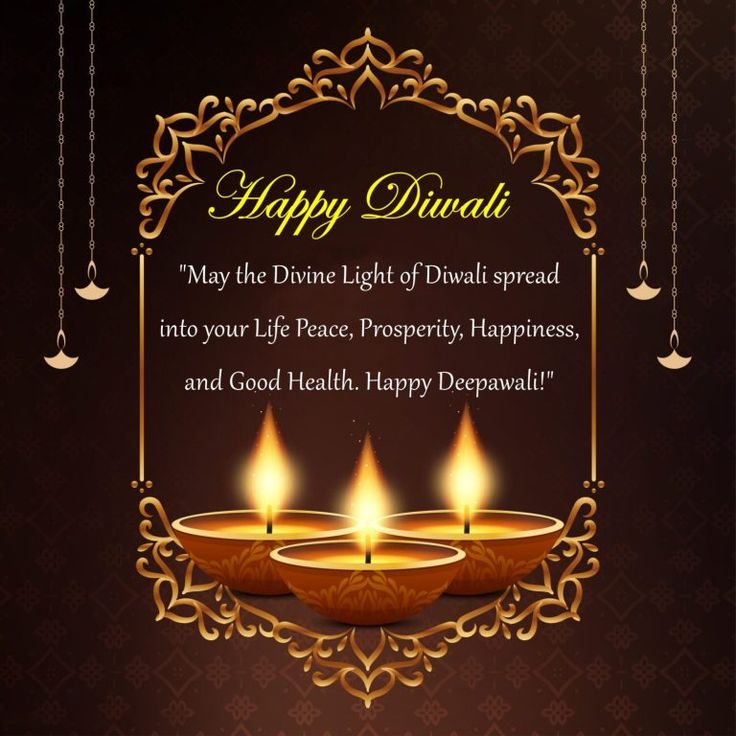 Happy Diwali
"May the Divine Light of Diwali spread
into your Life Peace, Prosperity, Happiness,
and Good Health. Happy Deepawali!"